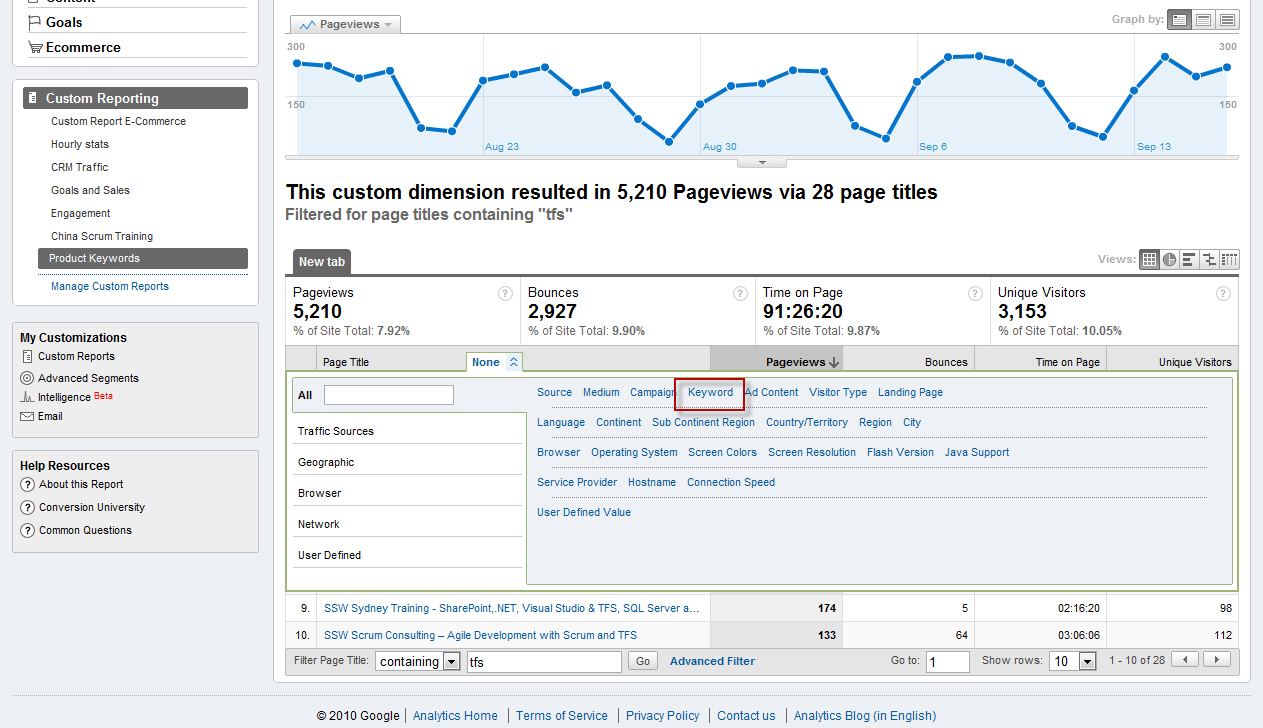 Content
Goals
Ecommerce
Custom Reporting
Custom Report E-Commerce
Hourly stats
CRM Traffic
Goals and Sales
Engagement
China Scrum Training
Product Keywords
Manage Custom Reports
My Customizations
Custom Reports
Advanced Segments
Intelligence Beta
Email
Help Resources
? About this Report
? Conversion University
? Common Questions
Pageviews
Graph by:
300 300
150 150
Aug 23 Aug 30 Sep 6 Sep 13
This custom dimension resulted in 5,210 Pageviews via 28 page titles
Filtered for page titles containing "tfs"
New tab
Views:
Pageviews ? Bounces ? Time on Page ? Unique Visitors ?
5,210 2,927 91:26:20 3,153
% of Site Total: 7.92% % of Site Total: 9.90% % of Site Total: 9.87% % of Site Total: 10.05%
Page Title None Pageviews Bounces Time on Page Unique Visitors
All
Traffic Sources
Geographic
Browser
Network
User Defined
Source Medium Campaign Keyword Ad Content Visitor Type Landing Page
Language Continent Sub Continent Region Country/Territory Region City
Browser Operating System Screen Colors Screen Resolution Flash Version Java Support
Service Provider Hostname Connection Speed
User Defined Value
9. SSW Sydney Training - SharePoint,.NET, Visual Studio & TFS, SQL Server a... 174 5 02:16:20 98
10. SSW Scrum Consulting – Agile Development with Scrum and TFS 133 64 03:06:06 112
Filter Page Title: containing tfs Go Advanced Filter Go to: 1 Show rows: 10 1 - 10 of 28
© 2010 Google Analytics Home Terms of Service Privacy Policy Contact us Analytics Blog (in English)